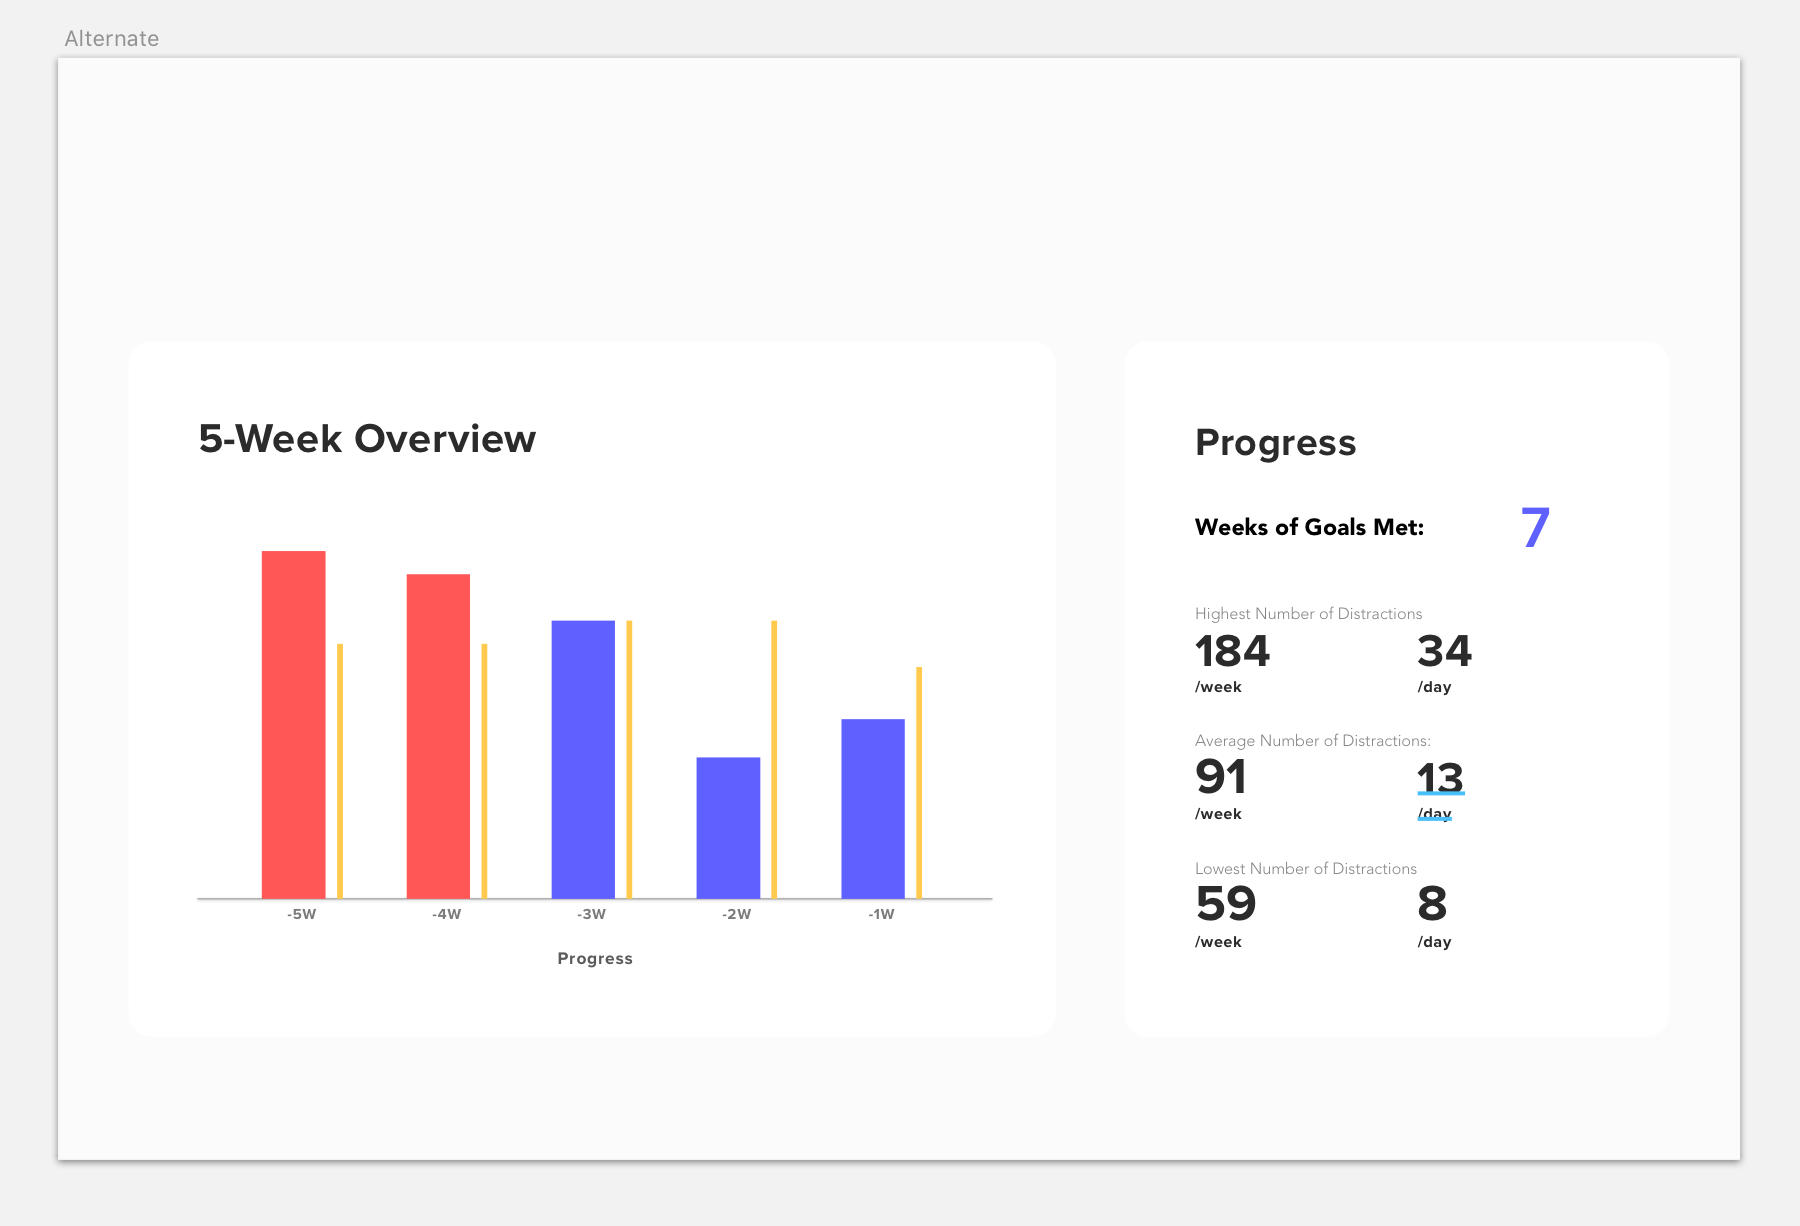 Alternate
5-Week Overview
-5W -4W -3W -2W -1W
Progress
Progress
Weeks of Goals Met: 7
Highest Number of Distractions
184 34
/week /day
Average Number of Distractions:
91 13
/week /day
Lowest Number of Distractions
59 8
/week /day